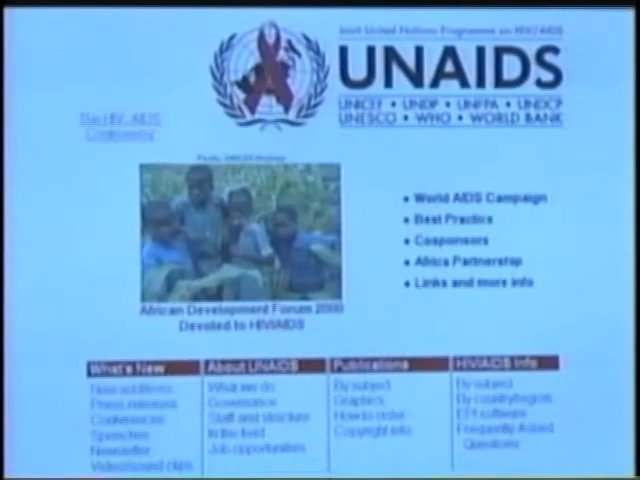 Joint United Nations Programme on HIV/AIDS
UNAIDS
UNICEF • UNDP • UNFPA • UNDCP
UNESCO • WHO • WORLD BANK
The HIV, AIDS
Controversy
• World AIDS Campaign
• Best Practice
• Cosponsors
• Africa Partnership
• Links and more info
African Development Forum 2000
Devoted to HIV/AIDS
What's New
New additions
Press releases
Conferences
Speeches
Newsletter
Video/sound clips
About UNAIDS
What we do
Governance
Staff and structure
In the field
Job opportunities
Publications
By subject
Graphics
How to order
Copyright info
HIV/AIDS Info
By subject
By country/region
software
Frequently Asked
Questions